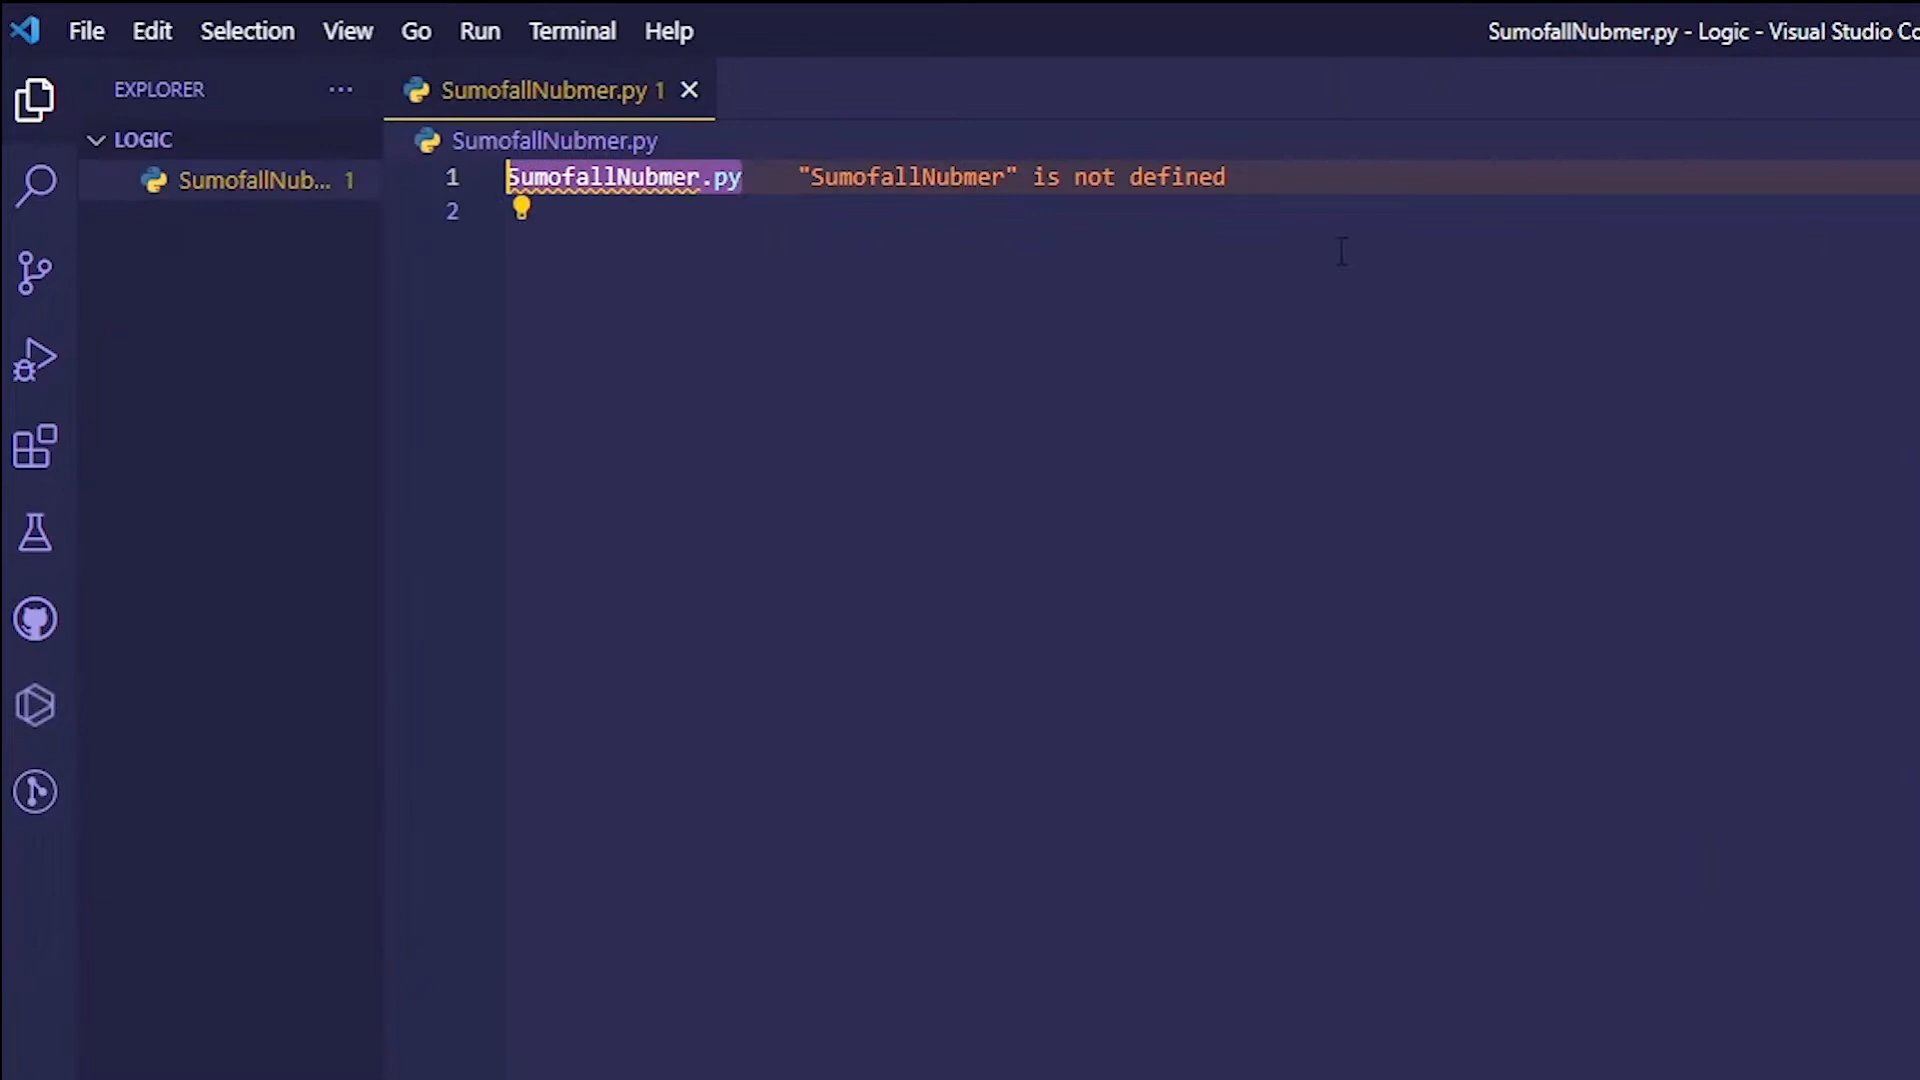 File Edit Selection View Go Run Terminal Help
SumofallNubmer.py - Logic - Visual Studio
EXPLORER ...
SumofallNubmer.py 1
LOGIC
SumofallNub... 1
SumofallNubmer.py
1 SumofallNubmer.py "SumofallNubmer" is not defined
2